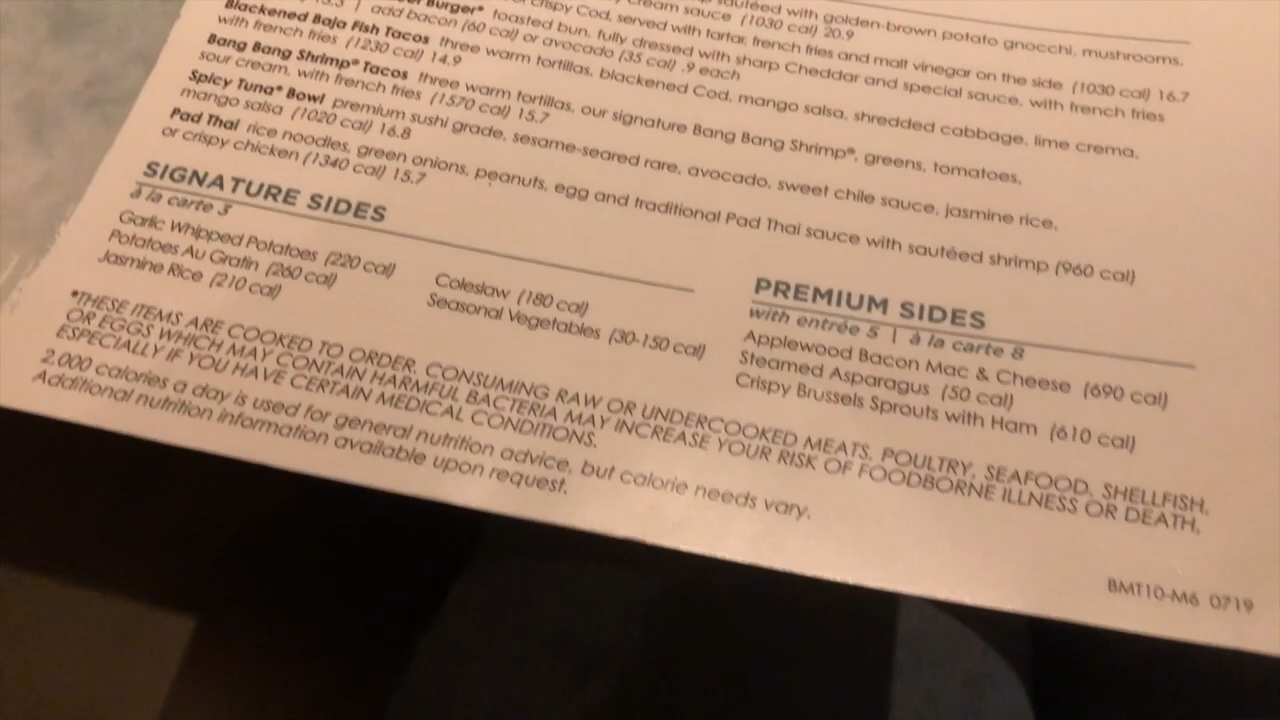 sautéed with golden-brown potato gnocchi, mushrooms,
cream sauce (1030 cal) 20.9
crispy Cod, served with tartar, french fries and malt vinegar on the side (1030 cal) 16.7
Burger* toasted bun, fully dressed with sharp Cheddar and special sauce, with french fries
| add bacon (60 cal) or avocado (35 cal) .9 each
Blackened Baja Fish Tacos three warm tortillas, blackened Cod, mango salsa, shredded cabbage, lime crema,
with french fries (1230 cal) 14.9
Bang Bang Shrimp® Tacos three warm tortillas, our signature Bang Bang Shrimp®, greens, tomatoes,
sour cream, with french fries (1570 cal) 15.7
Spicy Tuna* Bowl premium sushi grade, sesame-seared rare, avocado, sweet chile sauce, jasmine rice,
mango salsa (1020 cal) 16.8
Pad Thai rice noodles, green onions, peanuts, egg and traditional Pad Thai sauce with sautéed shrimp (960 cal)
or crispy chicken (1340 cal) 15.7
SIGNATURE SIDES
à la carte 3
Garlic Whipped Potatoes (220 cal)
Potatoes Au Gratin (260 cal)
Jasmine Rice (210 cal)
Coleslaw (180 cal)
Seasonal Vegetables (30-150 cal)
PREMIUM SIDES
with entrée 5 | à la carte 8
Applewood Bacon Mac & Cheese (690 cal)
Steamed Asparagus (50 cal)
Crispy Brussels Sprouts with Ham (610 cal)
*THESE ITEMS ARE COOKED TO ORDER. CONSUMING RAW OR UNDERCOOKED MEATS, POULTRY, SEAFOOD, SHELLFISH,
OR EGGS WHICH MAY CONTAIN HARMFUL BACTERIA MAY INCREASE YOUR RISK OF FOODBORNE ILLNESS OR DEATH,
ESPECIALLY IF YOU HAVE CERTAIN MEDICAL CONDITIONS.
2,000 calories a day is used for general nutrition advice, but calorie needs vary.
Additional nutrition information available upon request.
BMT10-M6 0719